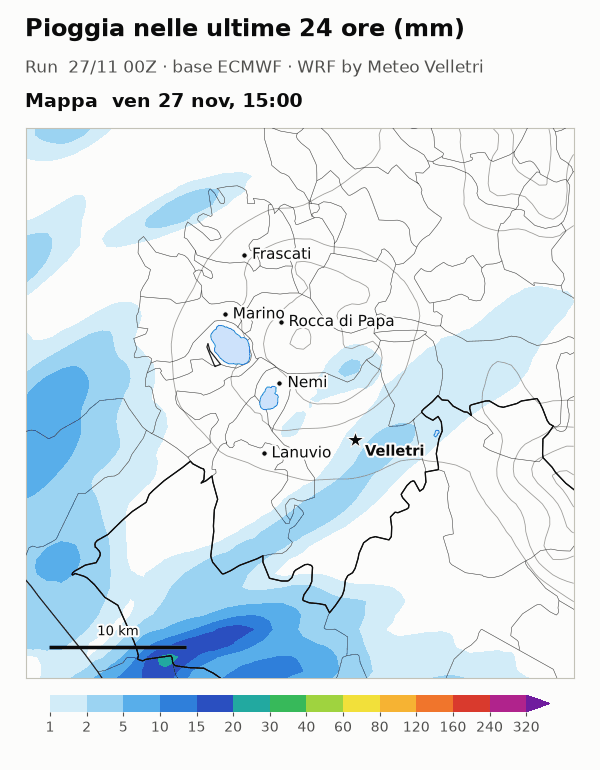 Pioggia nelle ultime 24 ore (mm)
Run  27/11 00Z · base ECMWF · WRF by Meteo Velletri
Mappa  ven 27 nov, 15:00
Frascati
Marino
Rocca di Papa
Nemi
Velletri
Lanuvio
10 km
1 2 5 10 15 20 30 40 60 80 120 160 240 320